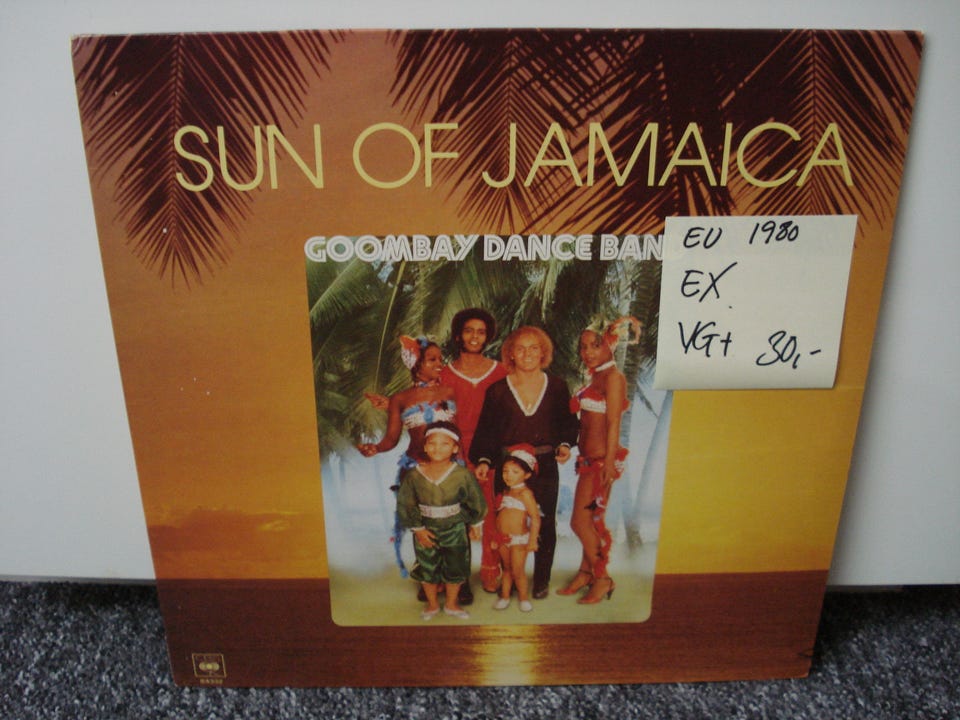 SUN OF JAMAICA
GOOMBAY DANCE BAN
EU 1980
EX.
VG+ 30,-